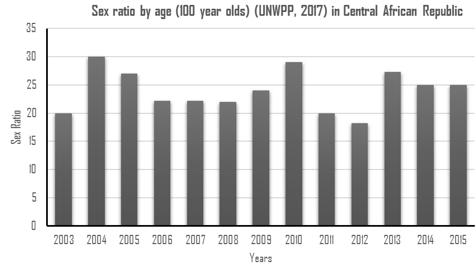 Sex ratio by age (100 year olds) (UNWPP, 2017) in Central African Republic
35
30
25
20
15
10
5
0
Sex Ratio
2003 2004 2005 2006 2007 2008 2009 2010 2011 2012 2013 2014 2015
Years